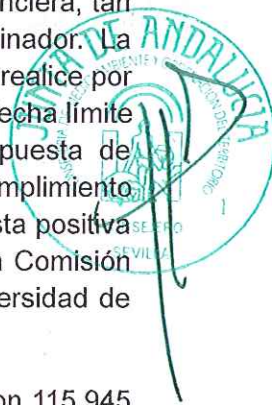 nciera, tan
inador. La
realice por
echa límite
puesta de
mplimiento
sta positiva
Comisión
ersidad de
on 115.945
JUNTA DE ANDALUCIA
SEVILLA